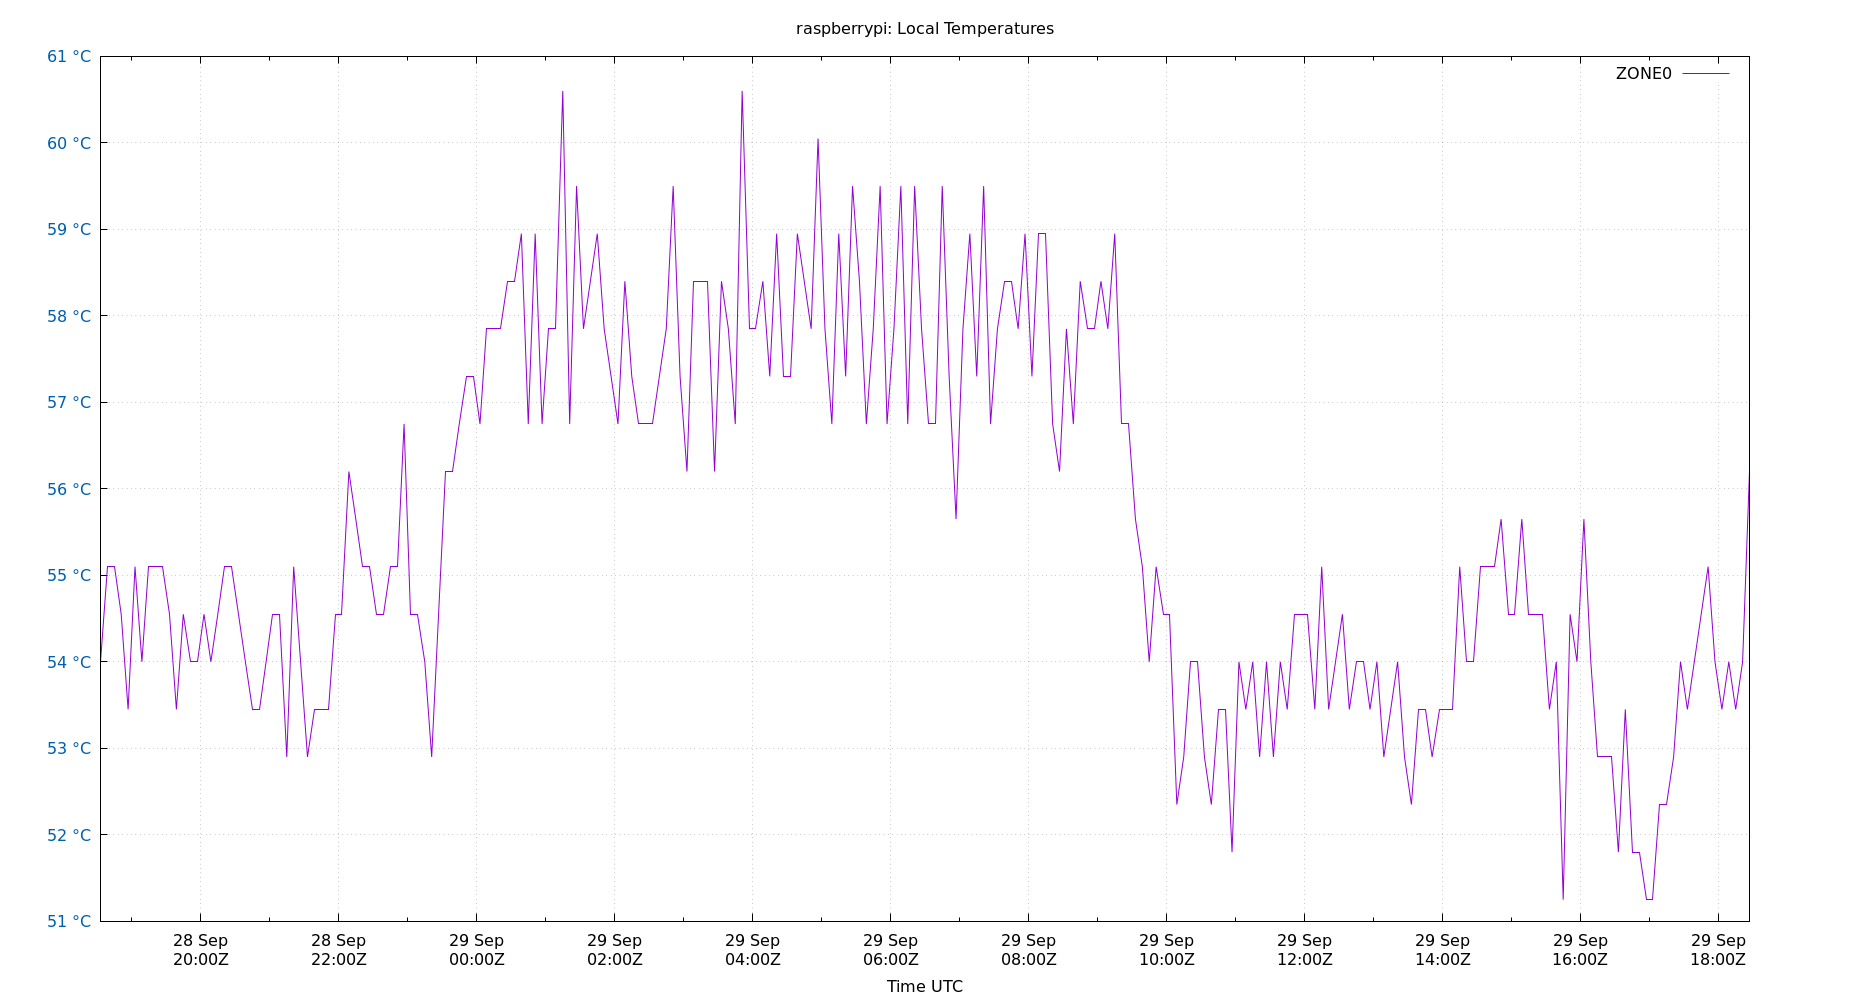 raspberrypi: Local Temperatures
61 °C
ZONE0
60 °C
59 °C
58 °C
57 °C
56 °C
55 °C
54 °C
53 °C
52 °C
51 °C
28 Sep 28 Sep 29 Sep 29 Sep 29 Sep 29 Sep 29 Sep 29 Sep 29 Sep 29 Sep 29 Sep 29 Sep
20:00Z 22:00Z 00:00Z 02:00Z 04:00Z 06:00Z 08:00Z 10:00Z 12:00Z 14:00Z 16:00Z 18:00Z
Time UTC